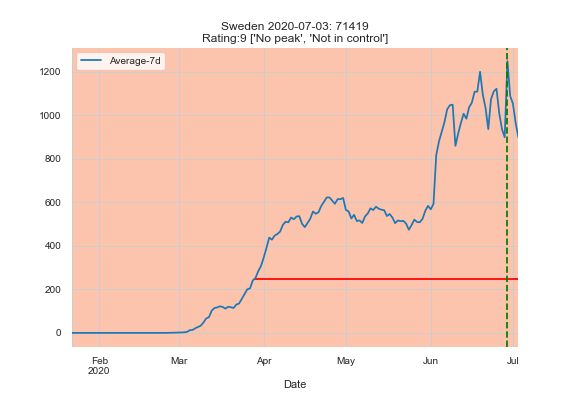 Sweden 2020-07-03: 71419
Rating:9 ['No peak', 'Not in control']
Average-7d
1200
1000
800
600
400
200
0
Feb Mar Apr May Jun Jul
2020
Date